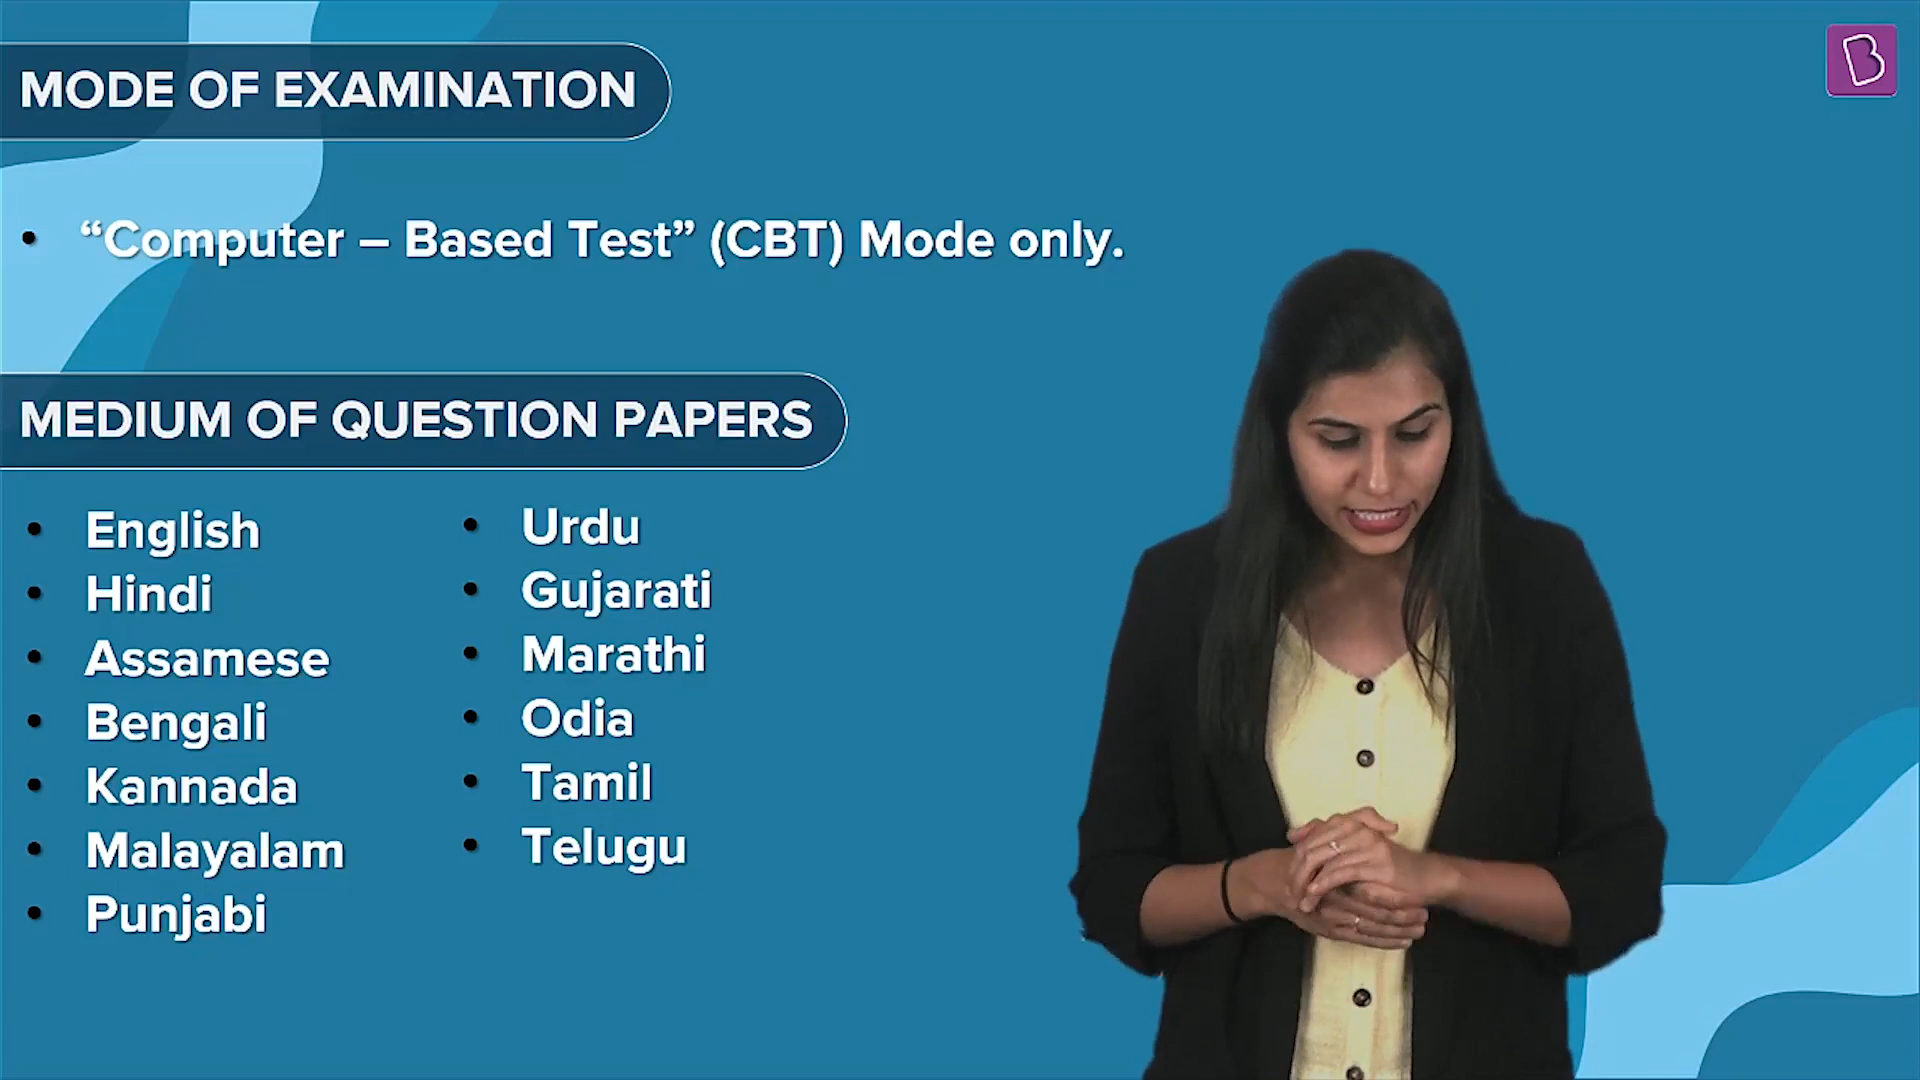 MODE OF EXAMINATION
• “Computer – Based Test” (CBT) Mode only.
MEDIUM OF QUESTION PAPERS
• English
• Hindi
• Assamese
• Bengali
• Kannada
• Malayalam
• Punjabi
• Urdu
• Gujarati
• Marathi
• Odia
• Tamil
• Telugu
B